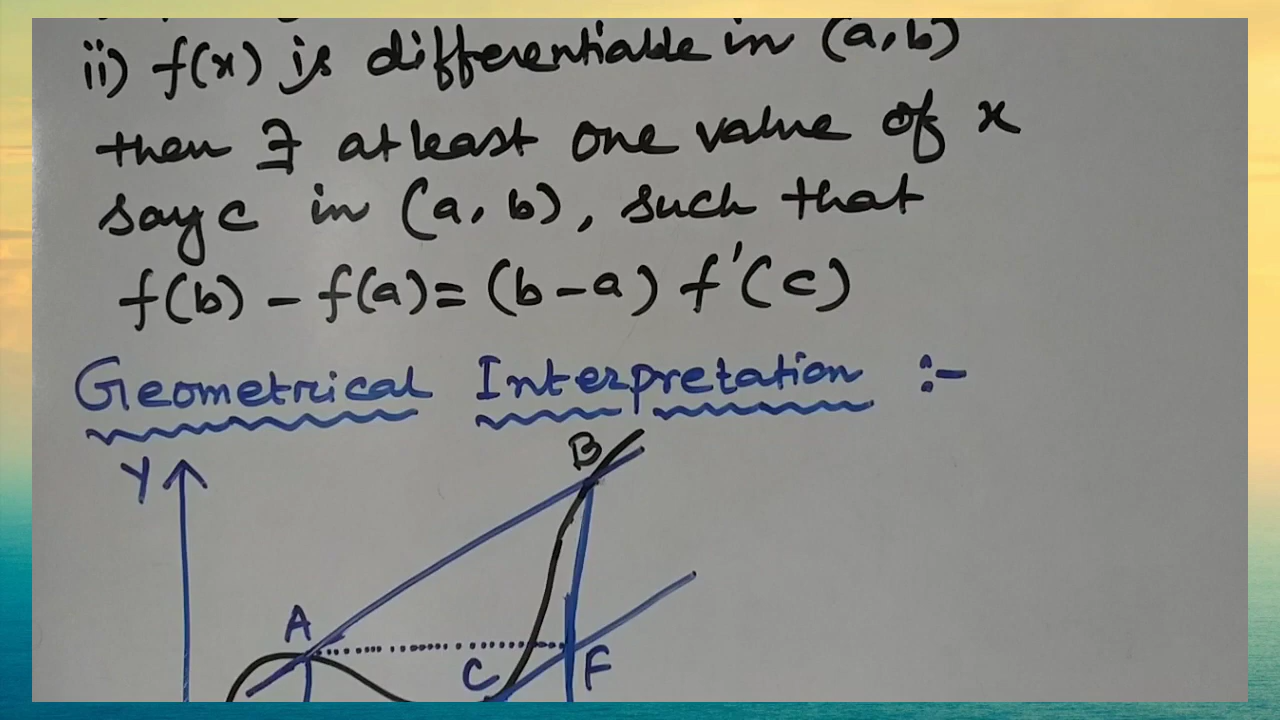 ii) f(x) is differentiable in (a,b)
then ∃ atleast one value of x
say c in (a, b), such that
f(b) - f(a) = (b-a) f'(c)
Geometrical Interpretation :-
B
Y
A
C F